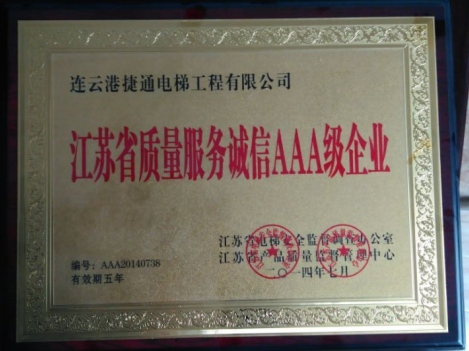 连云港捷通电梯工程有限公司
江苏省质量服务诚信AAA级企业
江苏省电梯安全监督调查办公室
江苏省产品质量监督管理中心
编号：AAA20140738
有效期五年
二〇一四年七月